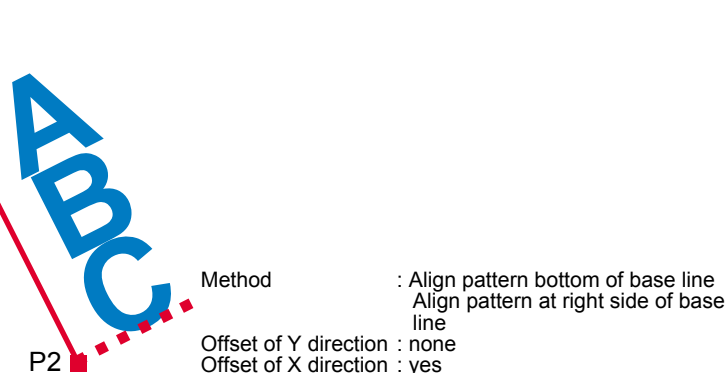 A
B
C
Method : Align pattern bottom of base line
Align pattern at right side of base
line
Offset of Y direction : none
P2
Offset of X direction : yes